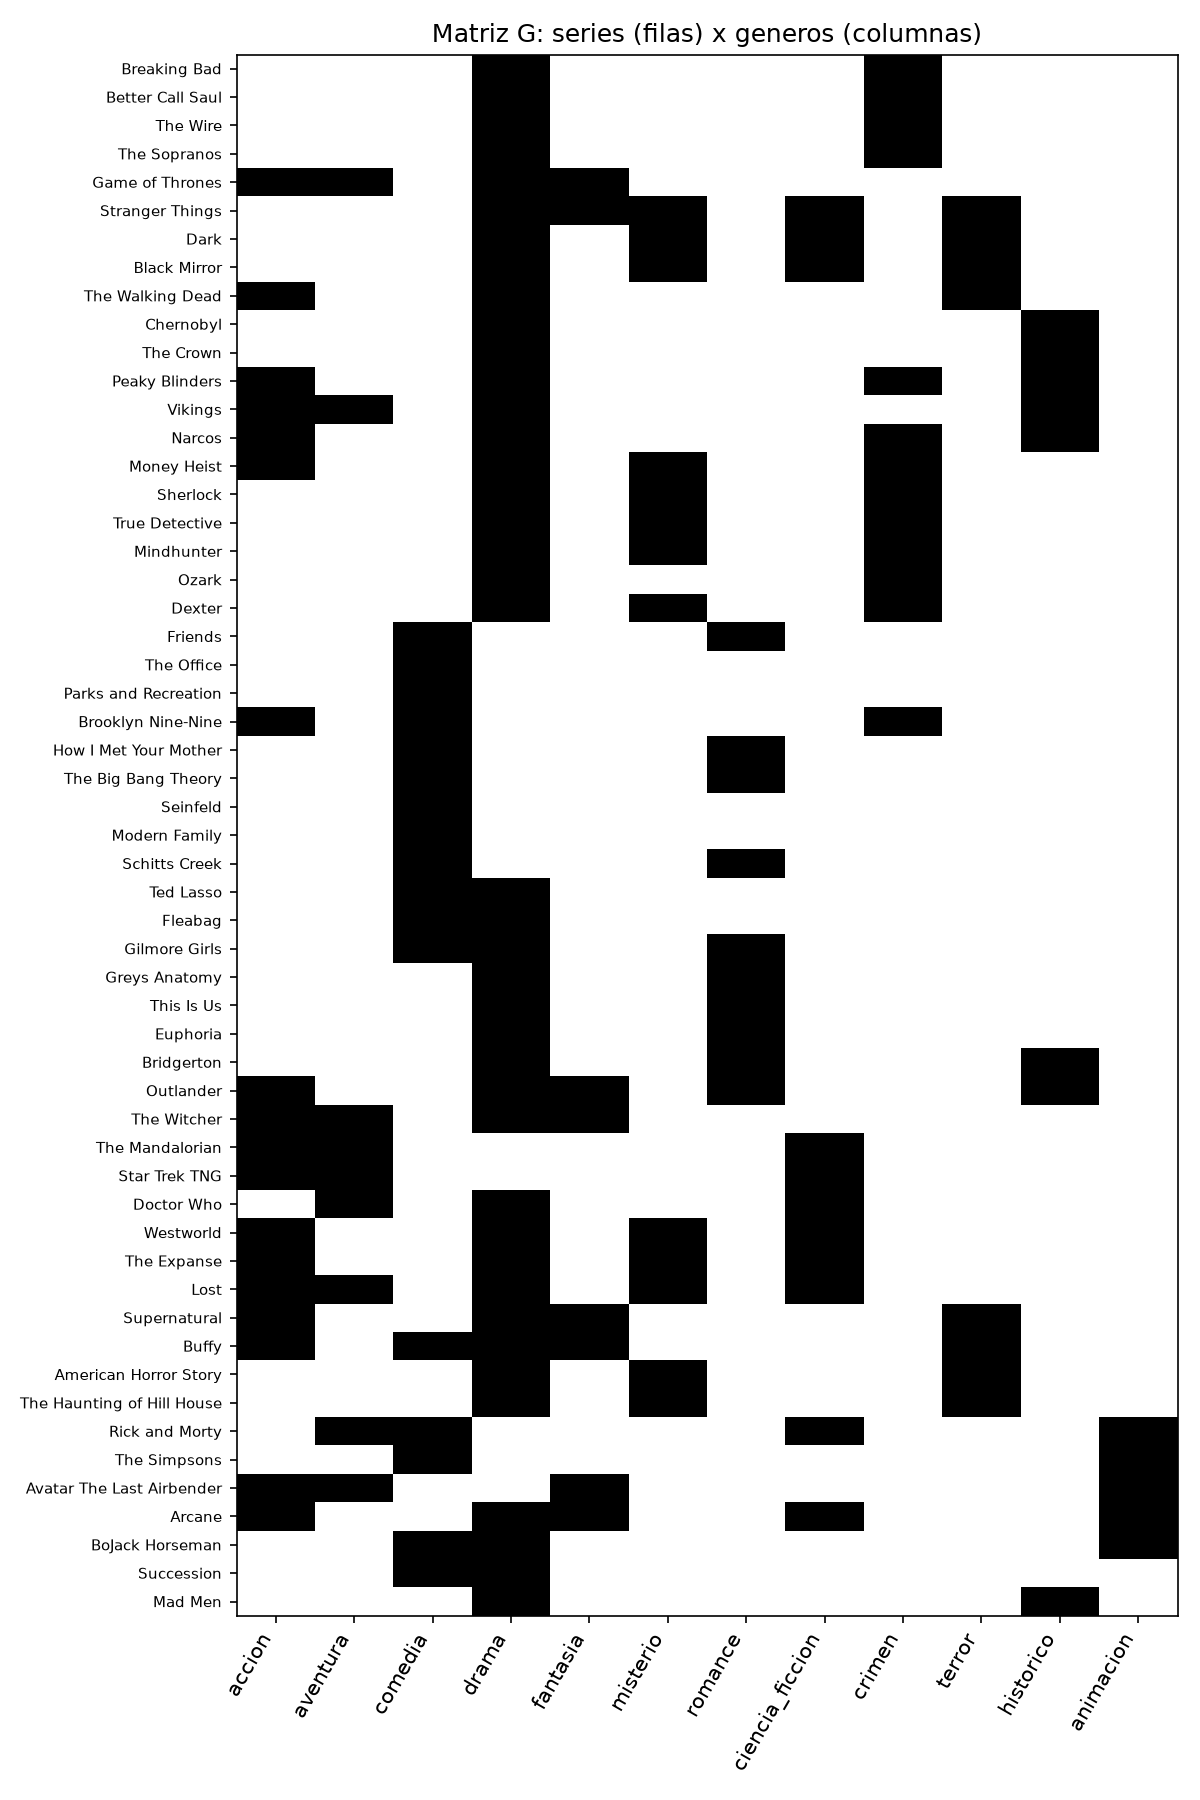 Matriz G: series (filas) x generos (columnas)
Breaking Bad
Better Call Saul
The Wire
The Sopranos
Game of Thrones
Stranger Things
Dark
Black Mirror
The Walking Dead
Chernobyl
The Crown
Peaky Blinders
Vikings
Narcos
Money Heist
Sherlock
True Detective
Mindhunter
Ozark
Dexter
Friends
The Office
Parks and Recreation
Brooklyn Nine-Nine
How I Met Your Mother
The Big Bang Theory
Seinfeld
Modern Family
Schitts Creek
Ted Lasso
Fleabag
Gilmore Girls
Greys Anatomy
This Is Us
Euphoria
Bridgerton
Outlander
The Witcher
The Mandalorian
Star Trek TNG
Doctor Who
Westworld
The Expanse
Lost
Supernatural
Buffy
American Horror Story
The Haunting of Hill House
Rick and Morty
The Simpsons
Avatar The Last Airbender
Arcane
BoJack Horseman
Succession
Mad Men
accion
aventura
comedia
drama
fantasia
misterio
romance
ciencia_ficcion
crimen
terror
historico
animacion